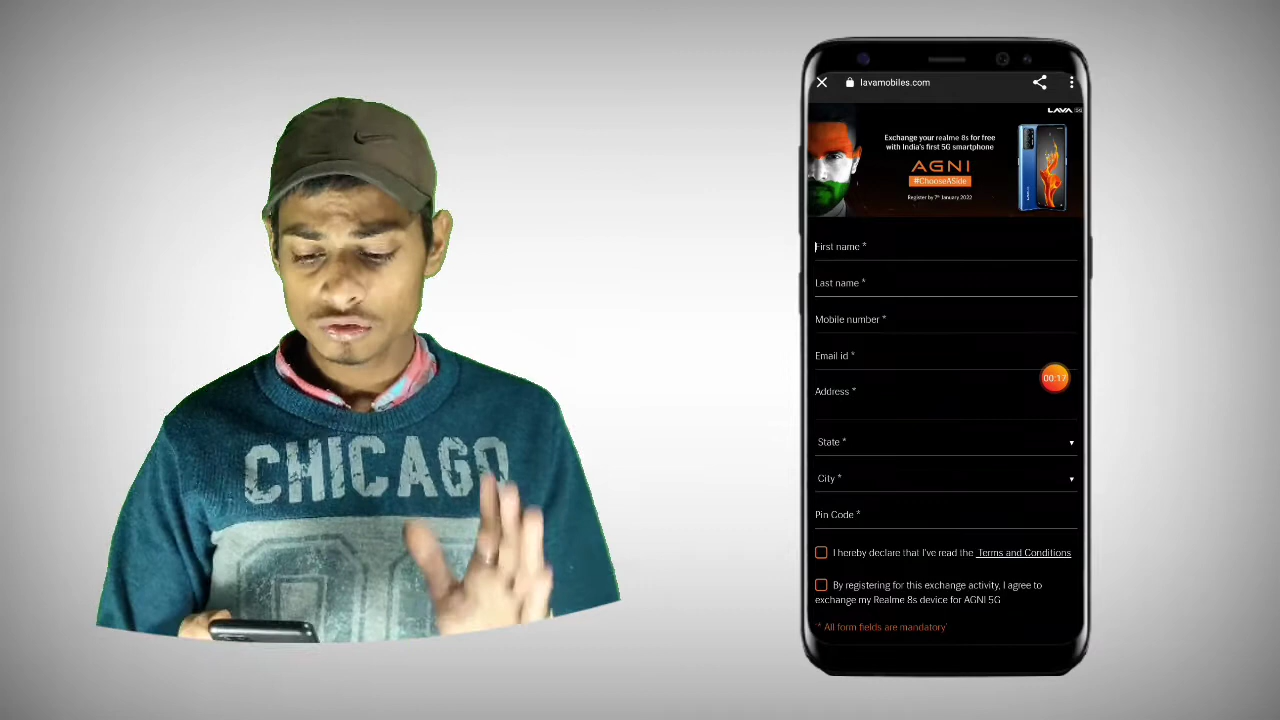 CHICAGO
lavamobiles.com
LAVA 5G
Exchange your realme 8s for free
with India's first 5G smartphone
AGNI
#ChooseASide
Register by 7th January 2022
First name *
Last name *
Mobile number *
Email id *
00:17
Address *
State *
City *
Pin Code *
I hereby declare that I've read the Terms and Conditions
By registering for this exchange activity, I agree to
exchange my Realme 8s device for AGNI 5G
'* All form fields are mandatory'